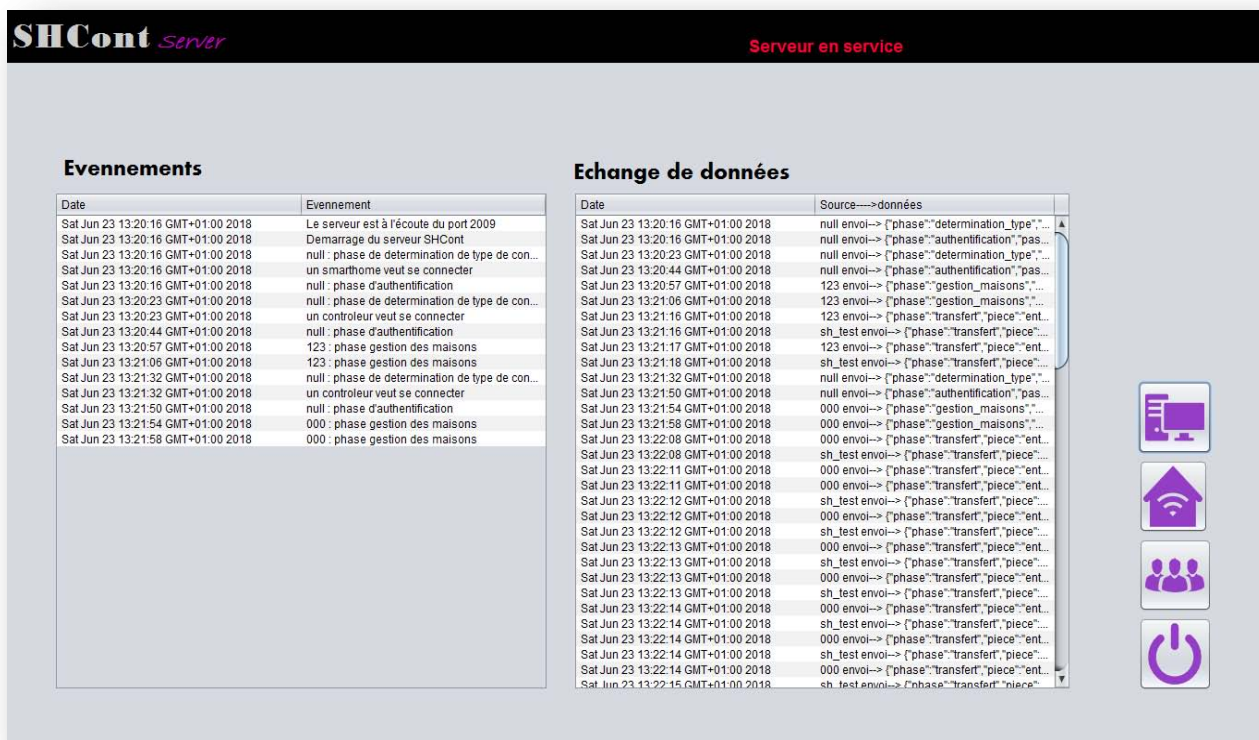 SHCont Server
Serveur en service
Evennements
Date Evennement
Sat Jun 23 13:20:16 GMT+01:00 2018 Le serveur est à l'écoute du port 2009
Sat Jun 23 13:20:16 GMT+01:00 2018 Demarrage du serveur SHCont
Sat Jun 23 13:20:16 GMT+01:00 2018 null : phase de determination de type de con...
Sat Jun 23 13:20:16 GMT+01:00 2018 un smarthome veut se connecter
Sat Jun 23 13:20:16 GMT+01:00 2018 null : phase d'authentification
Sat Jun 23 13:20:23 GMT+01:00 2018 null : phase de determination de type de con...
Sat Jun 23 13:20:23 GMT+01:00 2018 un controleur veut se connecter
Sat Jun 23 13:20:44 GMT+01:00 2018 null : phase d'authentification
Sat Jun 23 13:20:57 GMT+01:00 2018 123 : phase gestion des maisons
Sat Jun 23 13:21:06 GMT+01:00 2018 123 : phase gestion des maisons
Sat Jun 23 13:21:32 GMT+01:00 2018 null : phase de determination de type de con...
Sat Jun 23 13:21:32 GMT+01:00 2018 un controleur veut se connecter
Sat Jun 23 13:21:50 GMT+01:00 2018 null : phase d'authentification
Sat Jun 23 13:21:54 GMT+01:00 2018 000 : phase gestion des maisons
Sat Jun 23 13:21:58 GMT+01:00 2018 000 : phase gestion des maisons
Echange de données
Date Source---->données
Sat Jun 23 13:20:16 GMT+01:00 2018 null envoi--> {"phase":"determination_type","...
Sat Jun 23 13:20:16 GMT+01:00 2018 null envoi--> {"phase":"authentification","pas...
Sat Jun 23 13:20:23 GMT+01:00 2018 null envoi--> {"phase":"determination_type","...
Sat Jun 23 13:20:44 GMT+01:00 2018 null envoi--> {"phase":"authentification","pas...
Sat Jun 23 13:20:57 GMT+01:00 2018 123 envoi--> {"phase":"gestion_maisons","...
Sat Jun 23 13:21:06 GMT+01:00 2018 123 envoi--> {"phase":"gestion_maisons","...
Sat Jun 23 13:21:16 GMT+01:00 2018 123 envoi--> {"phase":"transfert","piece":"ent...
Sat Jun 23 13:21:16 GMT+01:00 2018 sh_test envoi--> {"phase":"transfert","piece":...
Sat Jun 23 13:21:17 GMT+01:00 2018 123 envoi--> {"phase":"transfert","piece":"ent...
Sat Jun 23 13:21:18 GMT+01:00 2018 sh_test envoi--> {"phase":"transfert","piece":...
Sat Jun 23 13:21:32 GMT+01:00 2018 null envoi--> {"phase":"determination_type","...
Sat Jun 23 13:21:50 GMT+01:00 2018 null envoi--> {"phase":"authentification","pas...
Sat Jun 23 13:21:54 GMT+01:00 2018 000 envoi--> {"phase":"gestion_maisons","...
Sat Jun 23 13:21:58 GMT+01:00 2018 000 envoi--> {"phase":"gestion_maisons","...
Sat Jun 23 13:22:08 GMT+01:00 2018 000 envoi--> {"phase":"transfert","piece":"ent...
Sat Jun 23 13:22:08 GMT+01:00 2018 sh_test envoi--> {"phase":"transfert","piece":...
Sat Jun 23 13:22:11 GMT+01:00 2018 000 envoi--> {"phase":"transfert","piece":"ent...
Sat Jun 23 13:22:11 GMT+01:00 2018 000 envoi--> {"phase":"transfert","piece":"ent...
Sat Jun 23 13:22:12 GMT+01:00 2018 sh_test envoi--> {"phase":"transfert","piece":...
Sat Jun 23 13:22:12 GMT+01:00 2018 000 envoi--> {"phase":"transfert","piece":"ent...
Sat Jun 23 13:22:12 GMT+01:00 2018 sh_test envoi--> {"phase":"transfert","piece":...
Sat Jun 23 13:22:13 GMT+01:00 2018 000 envoi--> {"phase":"transfert","piece":"ent...
Sat Jun 23 13:22:13 GMT+01:00 2018 sh_test envoi--> {"phase":"transfert","piece":...
Sat Jun 23 13:22:13 GMT+01:00 2018 000 envoi--> {"phase":"transfert","piece":"ent...
Sat Jun 23 13:22:13 GMT+01:00 2018 sh_test envoi--> {"phase":"transfert","piece":...
Sat Jun 23 13:22:14 GMT+01:00 2018 000 envoi--> {"phase":"transfert","piece":"ent...
Sat Jun 23 13:22:14 GMT+01:00 2018 sh_test envoi--> {"phase":"transfert","piece":...
Sat Jun 23 13:22:14 GMT+01:00 2018 000 envoi--> {"phase":"transfert","piece":"ent...
Sat Jun 23 13:22:14 GMT+01:00 2018 sh_test envoi--> {"phase":"transfert","piece":...
Sat Jun 23 13:22:14 GMT+01:00 2018 000 envoi--> {"phase":"transfert","piece":"ent...
Sat Jun 23 13:22:15 GMT+01:00 2018 sh_test envoi--> {"phase":"transfert","piece":...